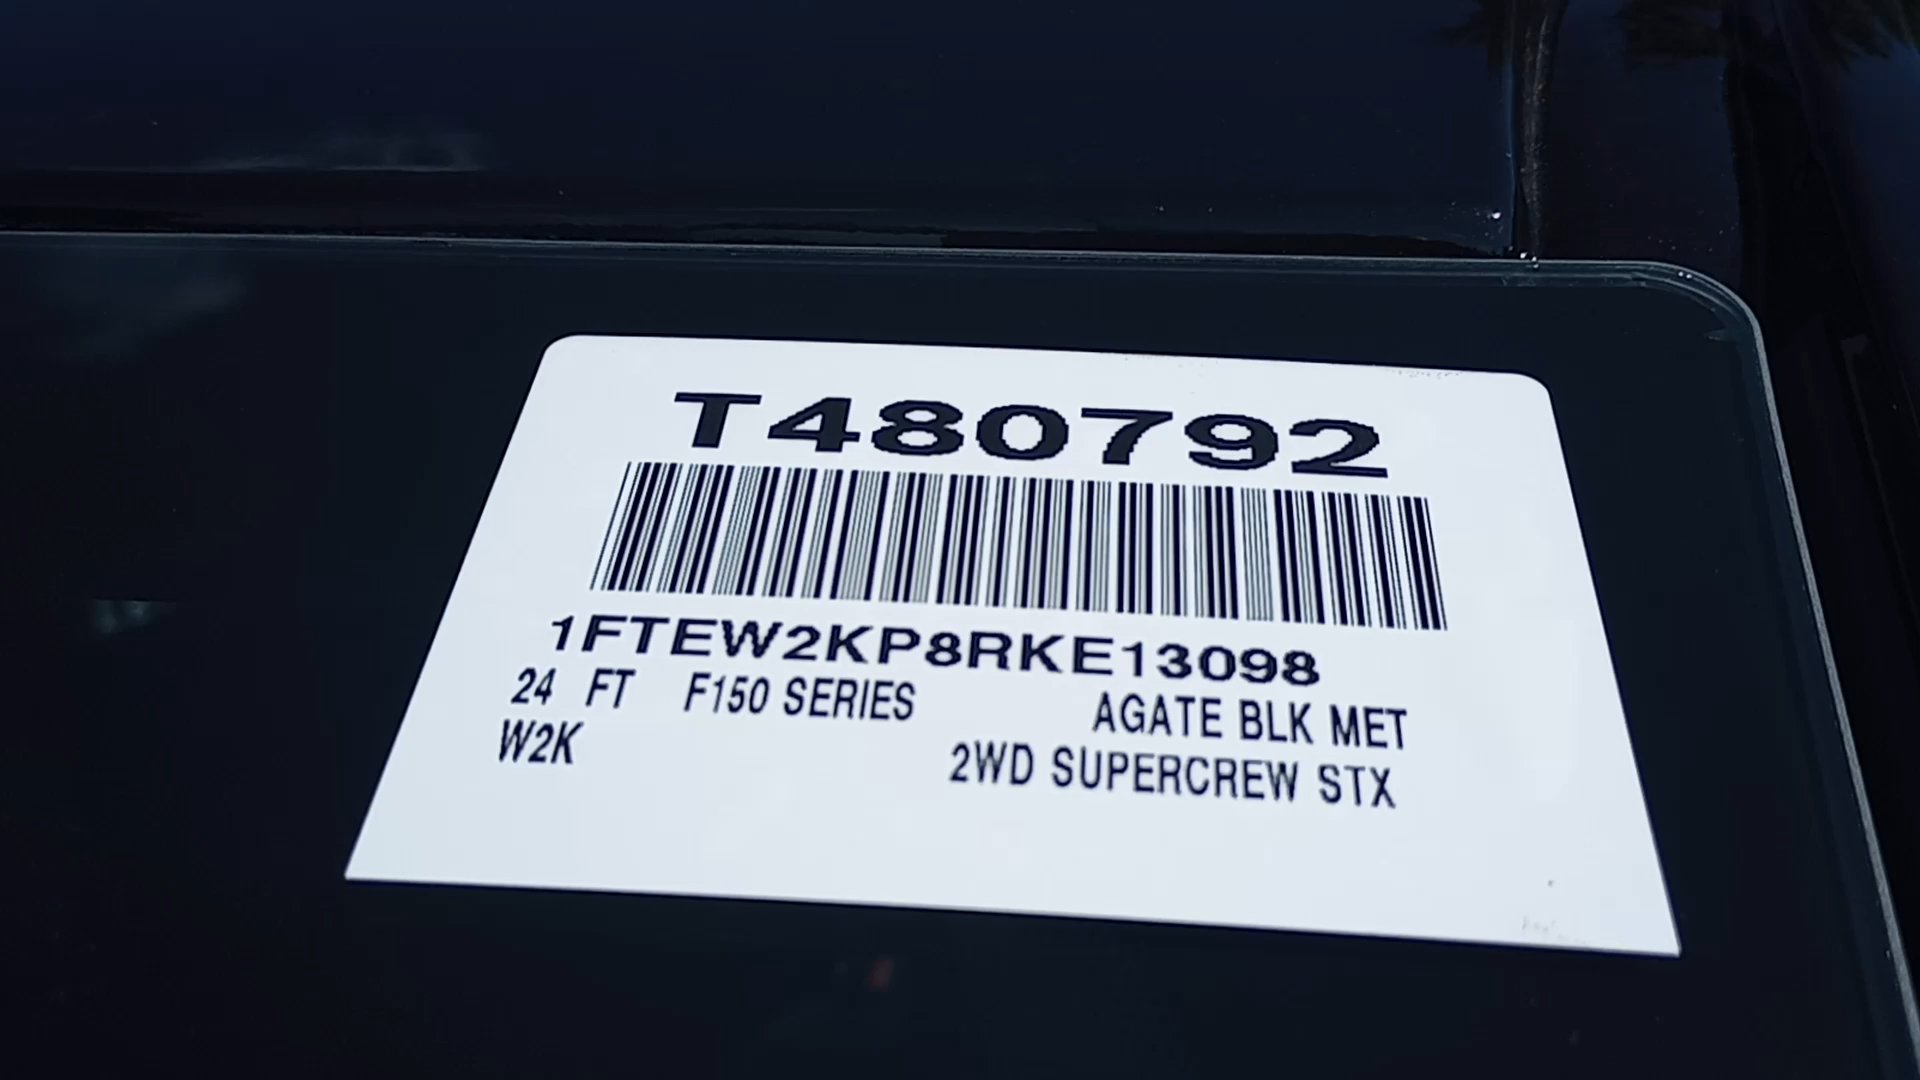 T480792
1FTEW2KP8RKE13098
24 FT F150 SERIES AGATE BLK MET
W2K 2WD SUPERCREW STX